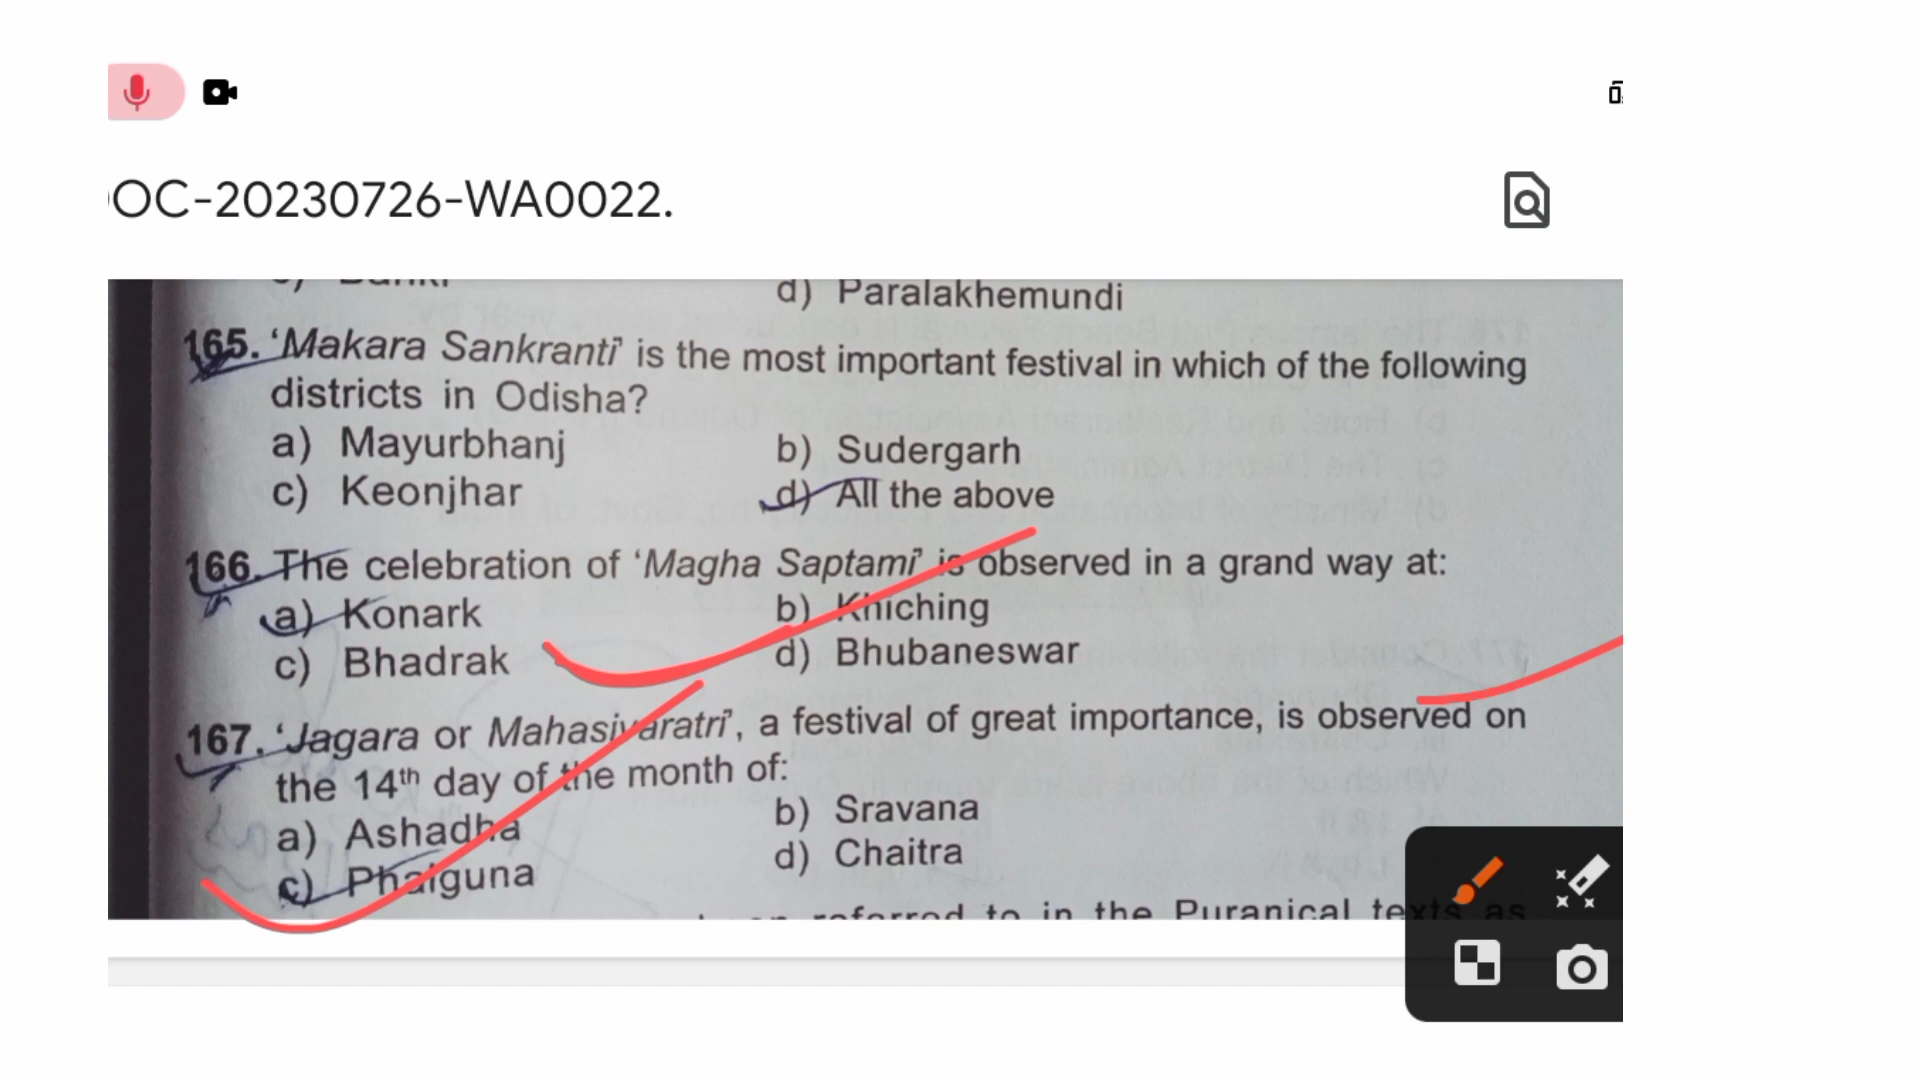 OC-20230726-WA0022.
d) Paralakhemundi
165. ‘Makara Sankranti’ is the most important festival in which of the following
districts in Odisha?
a) Mayurbhanj b) Sudergarh
c) Keonjhar d) All the above
166. The celebration of ‘Magha Saptami’ is observed in a grand way at:
a) Konark b) Khiching
c) Bhadrak d) Bhubaneswar
167. ‘Jagara or Mahasivaratri’, a festival of great importance, is observed on
the 14th day of the month of:
a) Ashadha b) Sravana
c) Phalguna d) Chaitra
referred to in the Puranical texts as